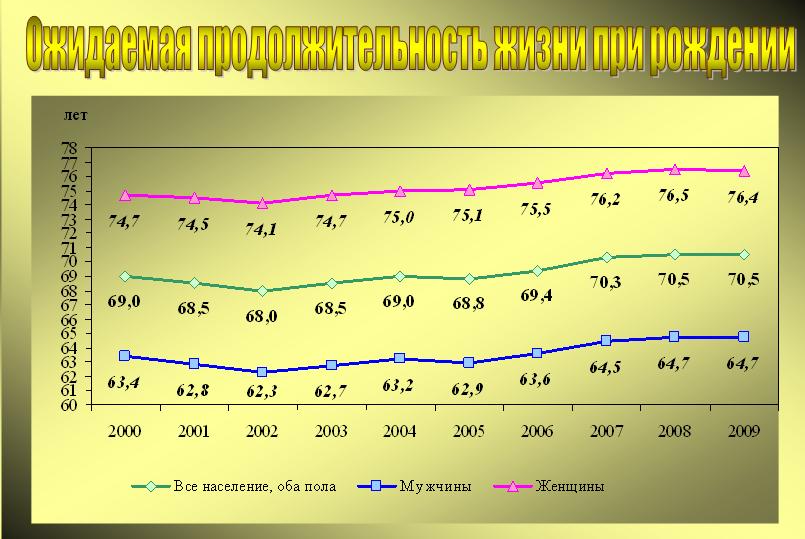 Ожидаемая продолжительность жизни при рождении
лет
78
77
76
75
74
73
72
71
70
69
68
67
66
65
64
63
62
61
60
74,7 74,5 74,1 74,7 75,0 75,1 75,5 76,2 76,5 76,4
69,0 68,5 68,0 68,5 69,0 68,8 69,4 70,3 70,5 70,5
63,4 62,8 62,3 62,7 63,2 62,9 63,6 64,5 64,7 64,7
2000 2001 2002 2003 2004 2005 2006 2007 2008 2009
Все население, оба пола Мужчины Женщины